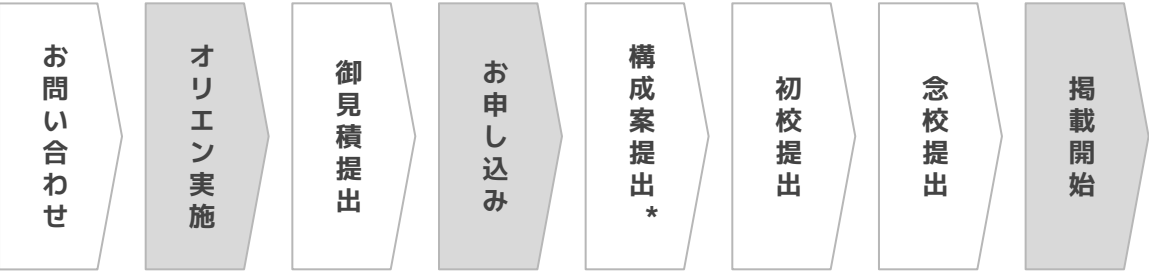 お問い合わせ
オリエン実施
御見積提出
お申し込み
構成案提出*
初校提出
念校提出
掲載開始